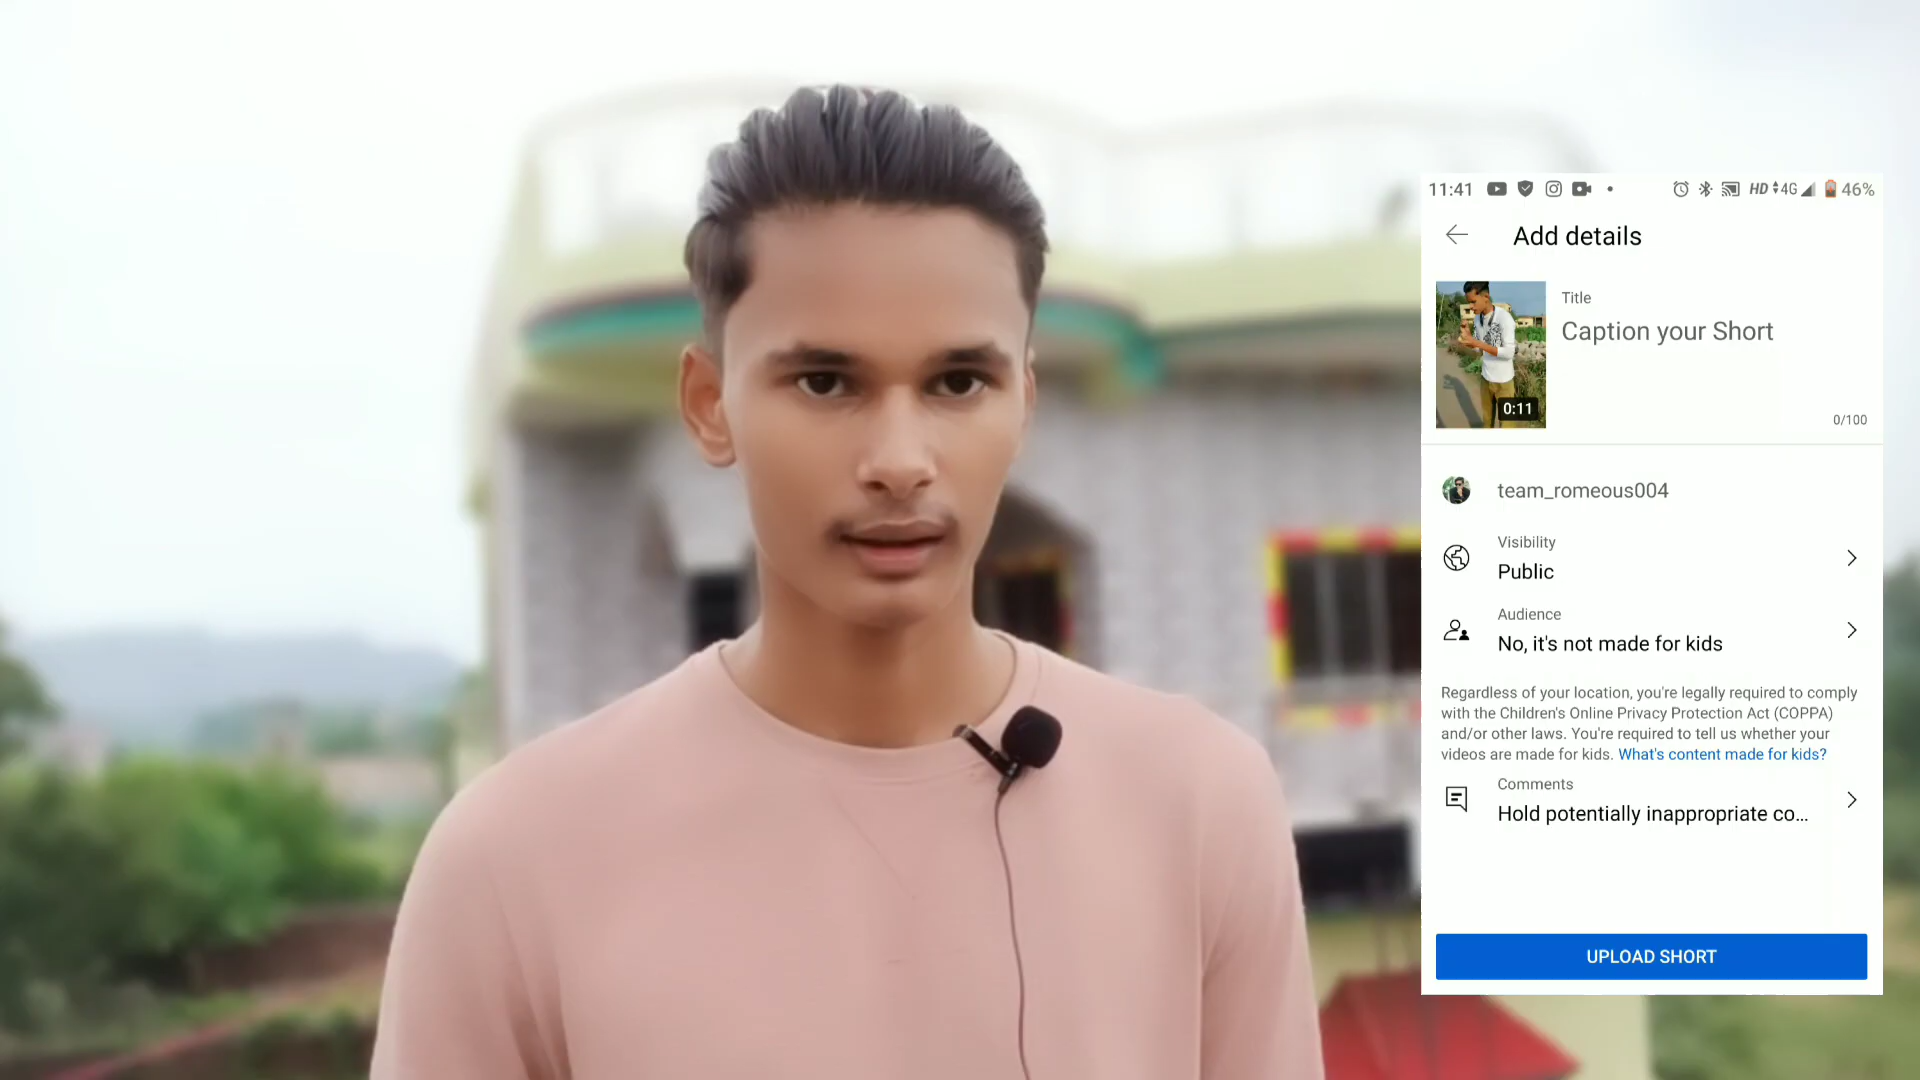 11:41 HD 4G 46%
Add details
Title
Caption your Short
0:11
0/100
team_romeous004
Visibility
Public
Audience
No, it's not made for kids
Regardless of your location, you're legally required to comply
with the Children's Online Privacy Protection Act (COPPA)
and/or other laws. You're required to tell us whether your
videos are made for kids. What's content made for kids?
Comments
Hold potentially inappropriate co...
UPLOAD SHORT